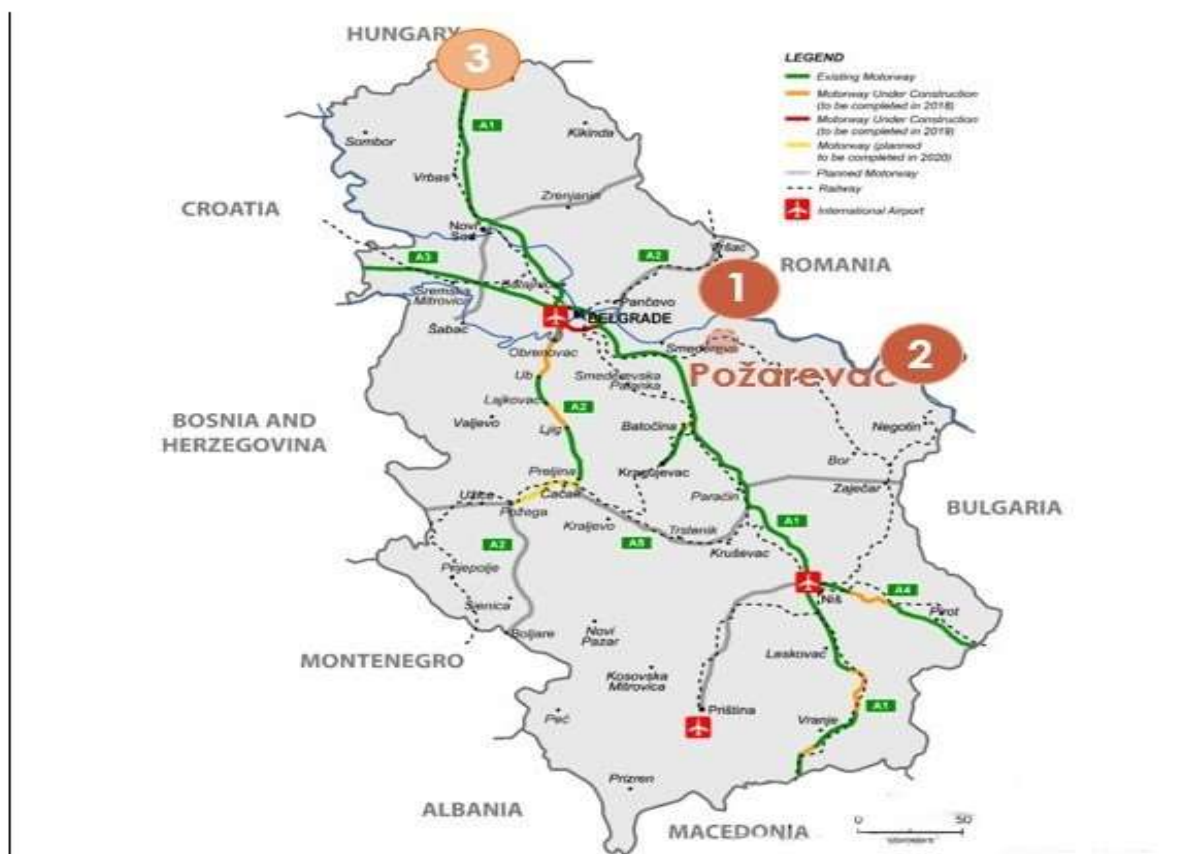 HUNGARY
3
LEGEND
Existing Motorway
Motorway Under Construction
(to be completed in 2018)
Motorway Under Construction
(to be completed in 2019)
Motorway (planned
to be completed in 2020)
Planned Motorway
Railway
International Airport
A1
Sombor
Kikinda
Vrbas
Zrenjanin
CROATIA
Novi
Sad
Vršac
A3
A2
ROMANIA
Sremska
Mitrovica
1
Pančevo
BELGRADE
Šabac
Obrenovac
Smederevo
2
Smederevska
Palanka
Požarevac
Ub
Lajkovac
A2
BOSNIA AND
HERZEGOVINA
Valjevo
Ljig
Batočina
Negotin
Bor
Preljina
Kragujevac
Zaječar
Užice
Čačak
Paraćin
BULGARIA
Požega
Kraljevo
Trstenik
A1
A2
A5
Kruševac
Prijepolje
Niš
A4
Pirot
Sjenica
Boljare
Novi
Pazar
Leskovac
MONTENEGRO
Kosovska
Mitrovica
Peć
Priština
A1
Vranje
Prizren
ALBANIA
MACEDONIA
0
50